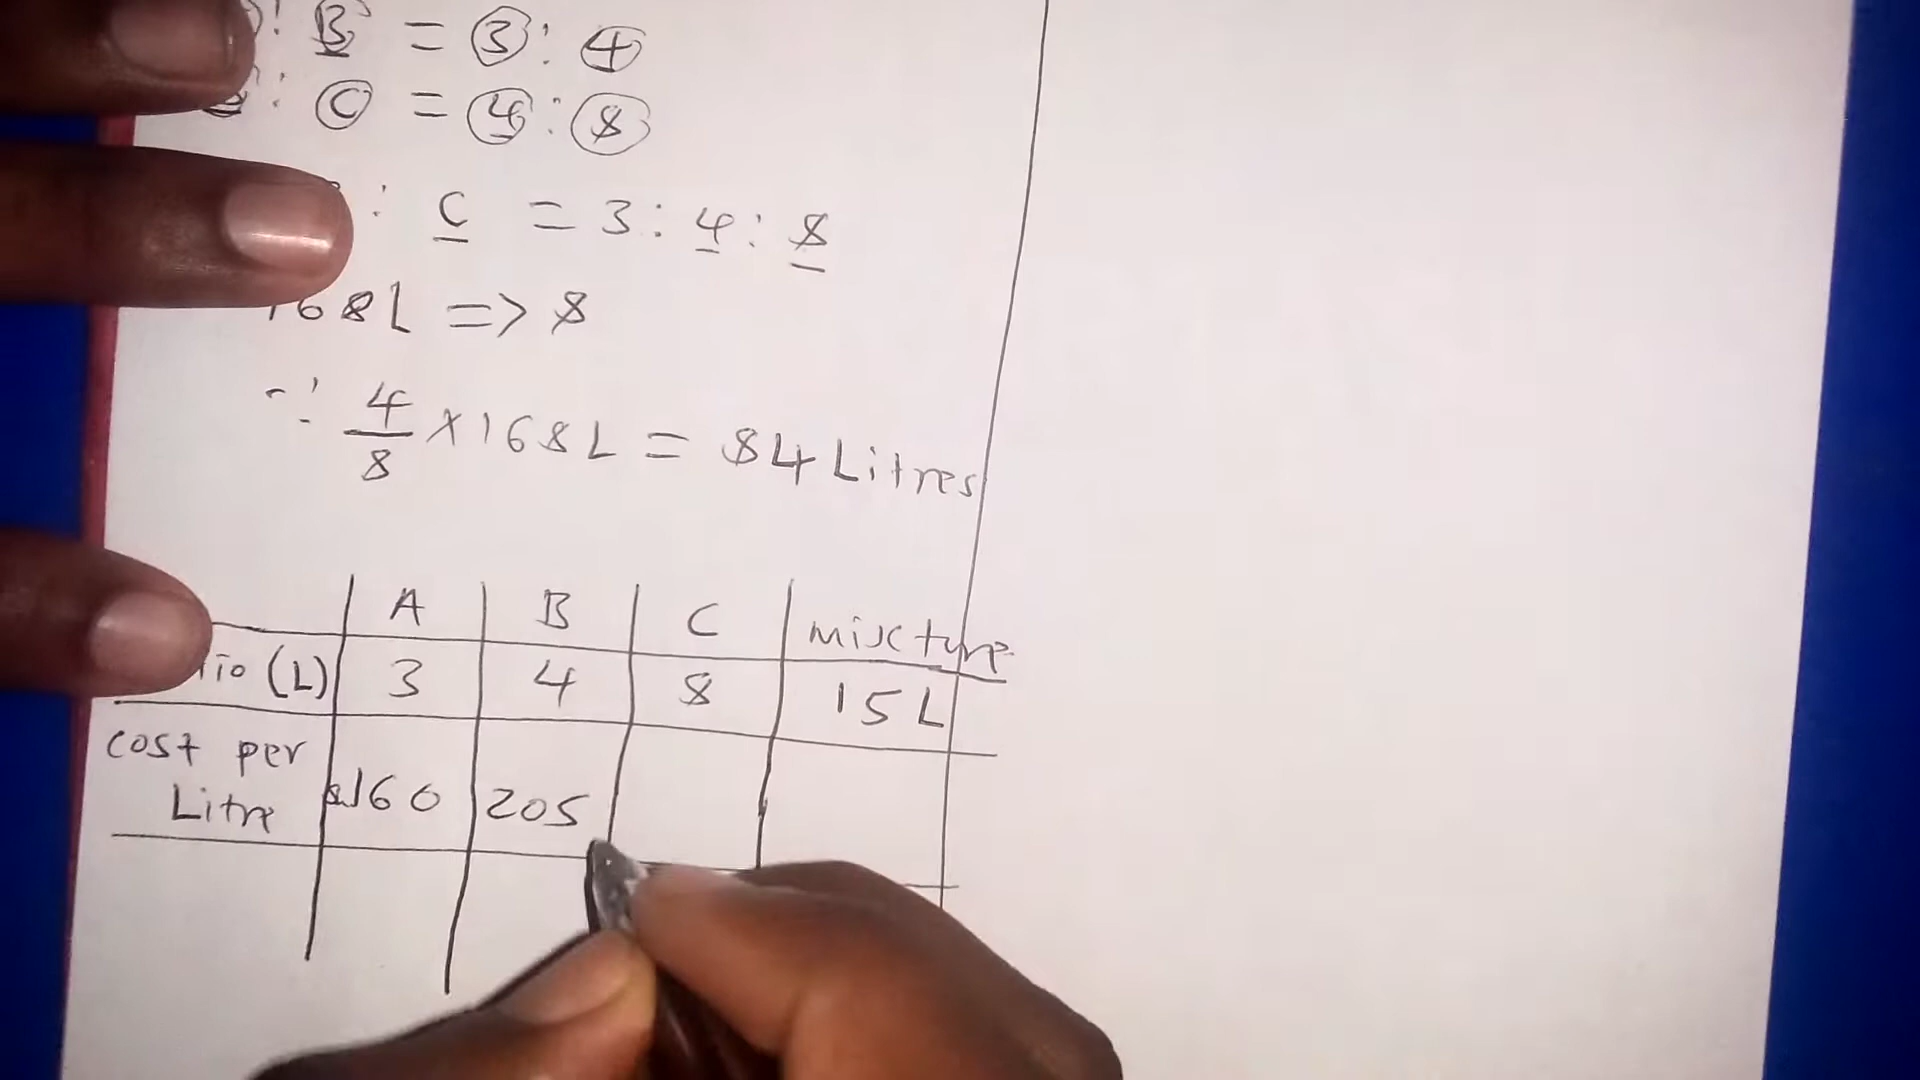 : B = 3 : 4
: C = 4 : 8
: C = 3 : 4 : 8
168L => 8
∴ 4/8 × 168L = 84 Litres
A B C mixture
(L) 3 4 8 15L
cost per
Litre 160 205